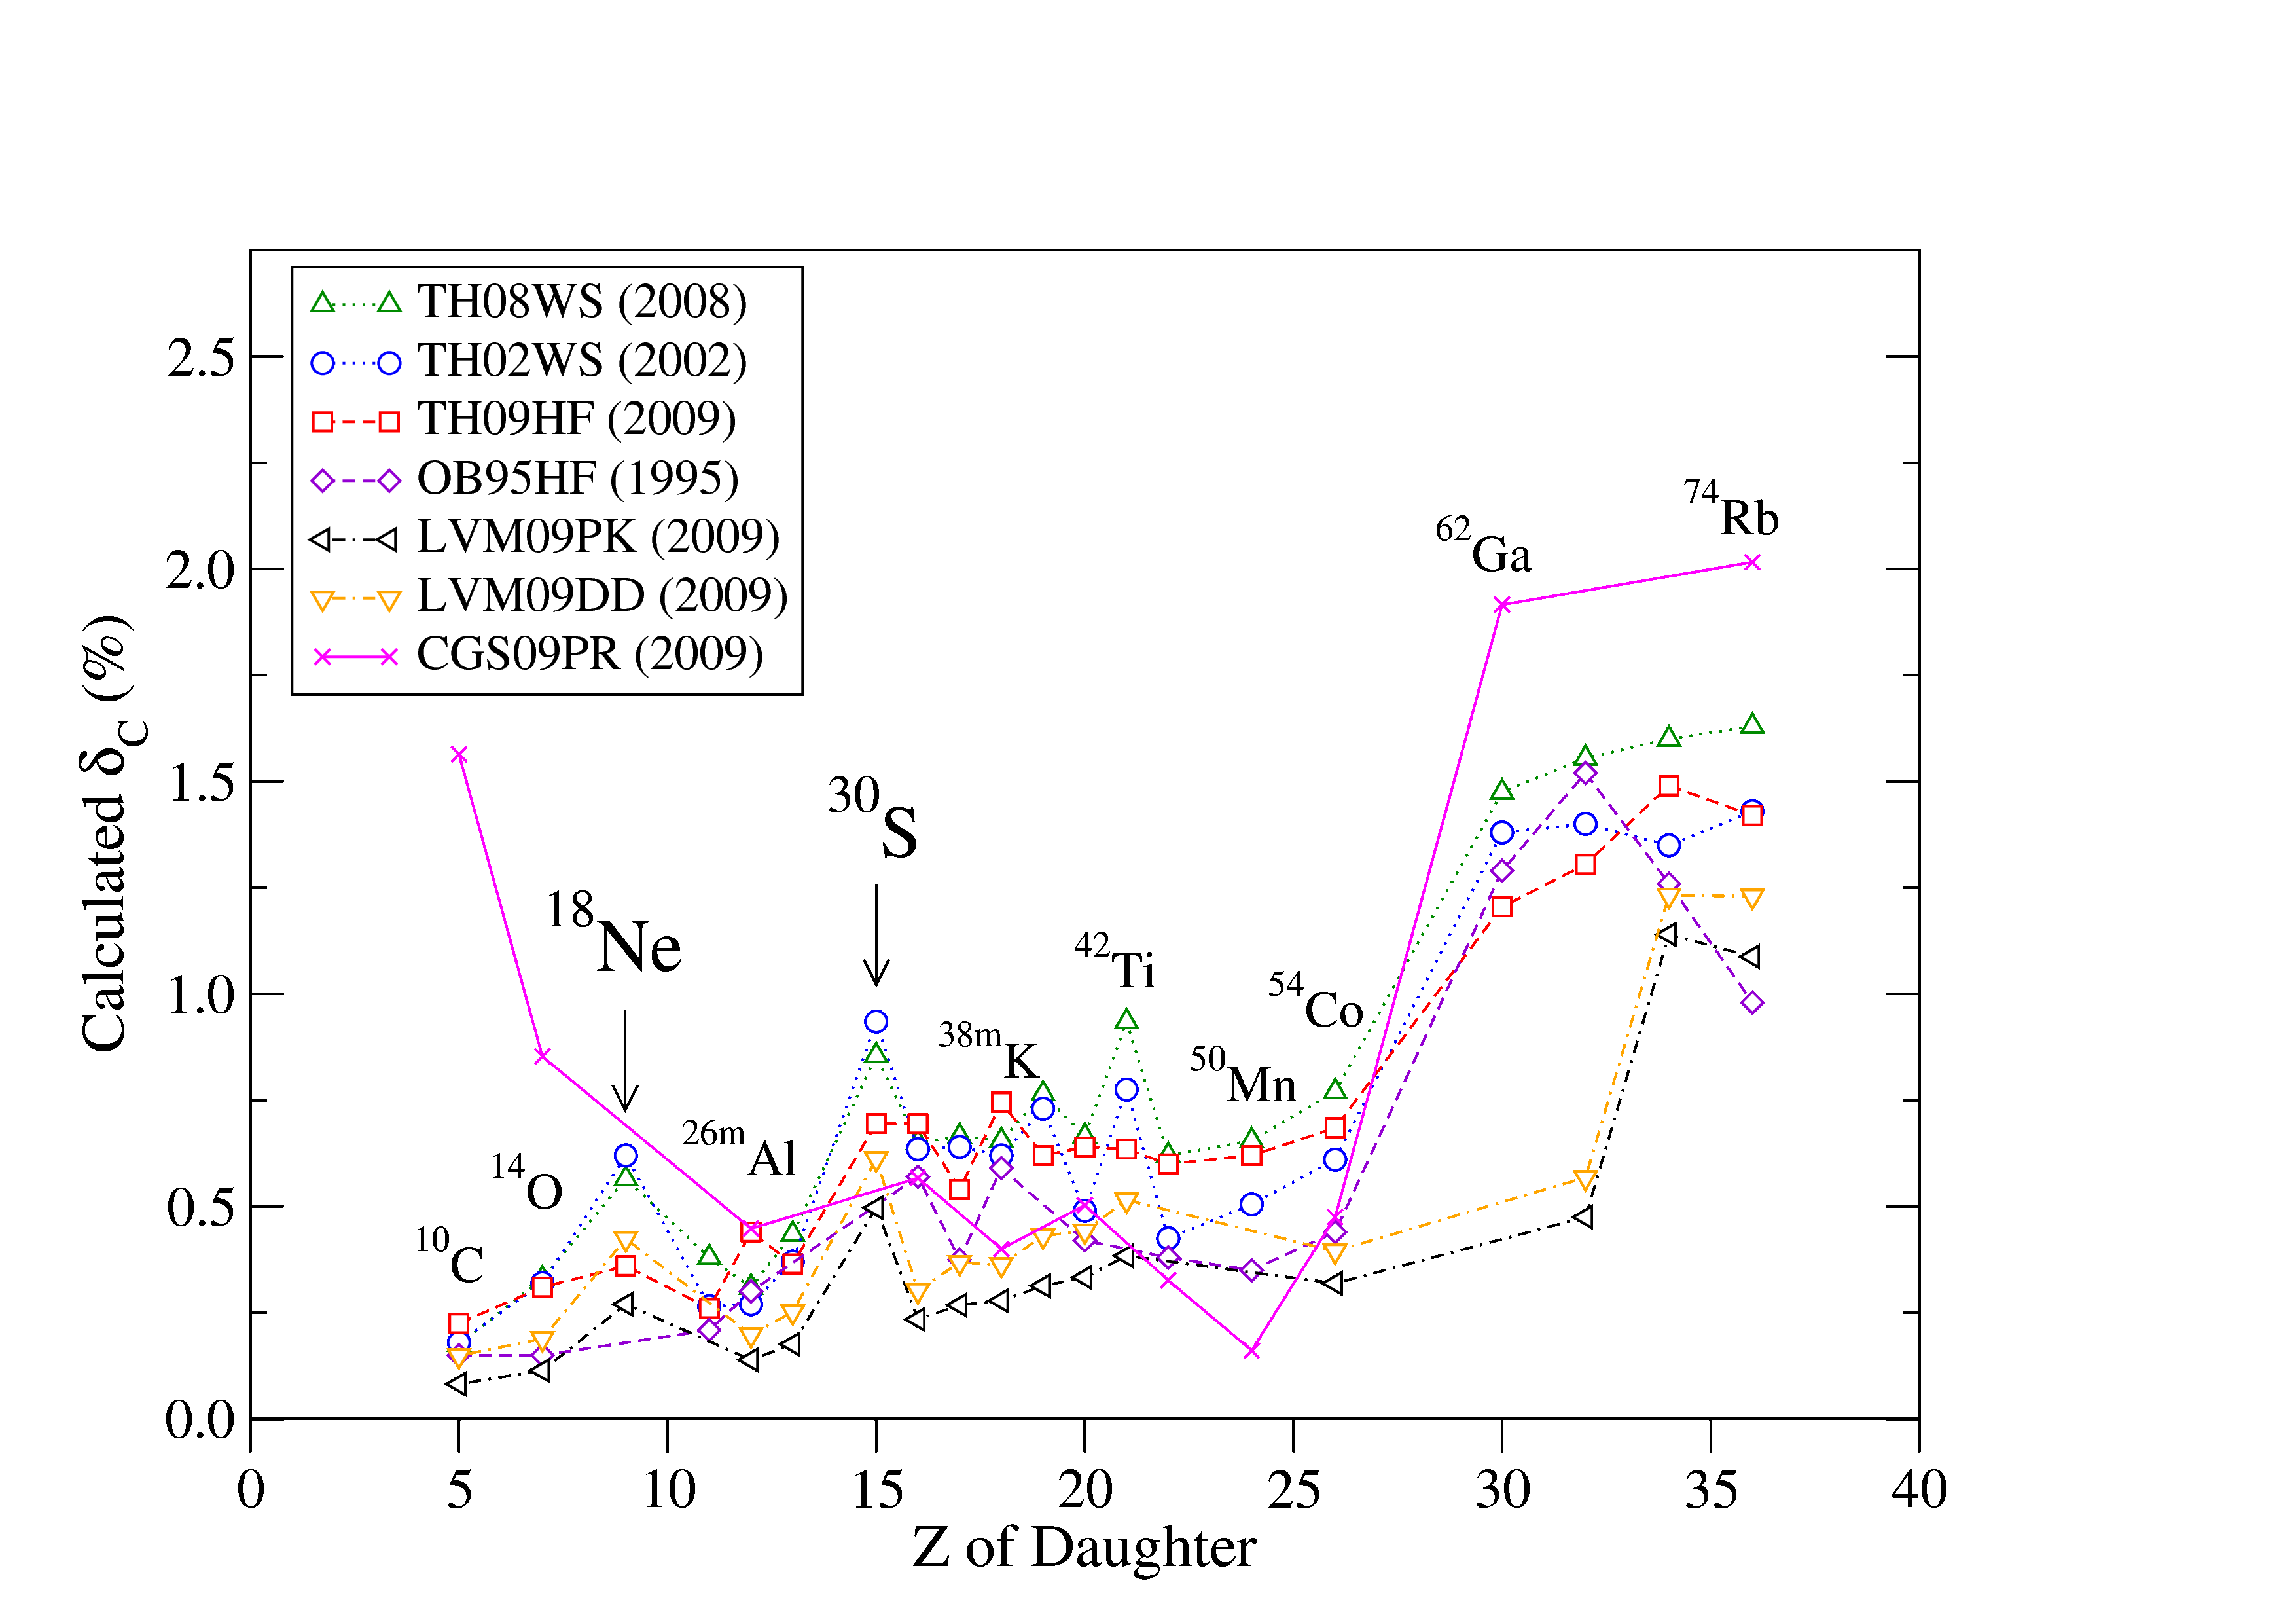 TH08WS (2008)
TH02WS (2002)
TH09HF (2009)
OB95HF (1995)
LVM09PK (2009)
LVM09DD (2009)
CGS09PR (2009)
Calculated δC (%)
2.5
2.0
1.5
1.0
0.5
0.0
10C
14O
18Ne
26mAl
30S
38mK
42Ti
50Mn
54Co
62Ga
74Rb
0 5 10 15 20 25 30 35 40
Z of Daughter